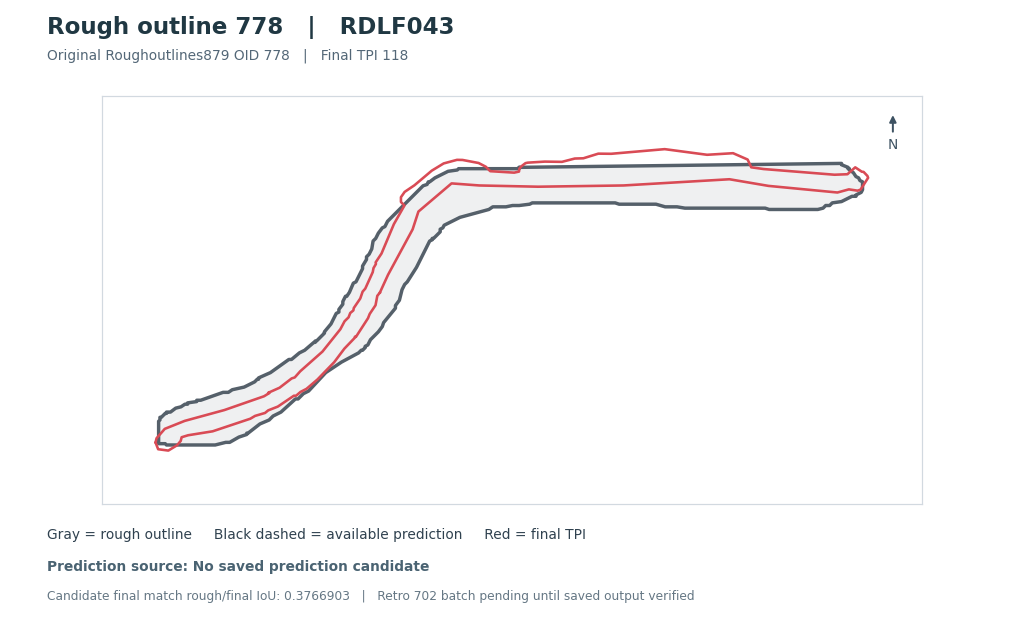 Rough outline 778 | RDLF043
Original Roughoutlines879 OID 778 | Final TPI 118
N
Gray = rough outline Black dashed = available prediction Red = final TPI
Prediction source: No saved prediction candidate
Candidate final match rough/final IoU: 0.3766903 | Retro 702 batch pending until saved output verified